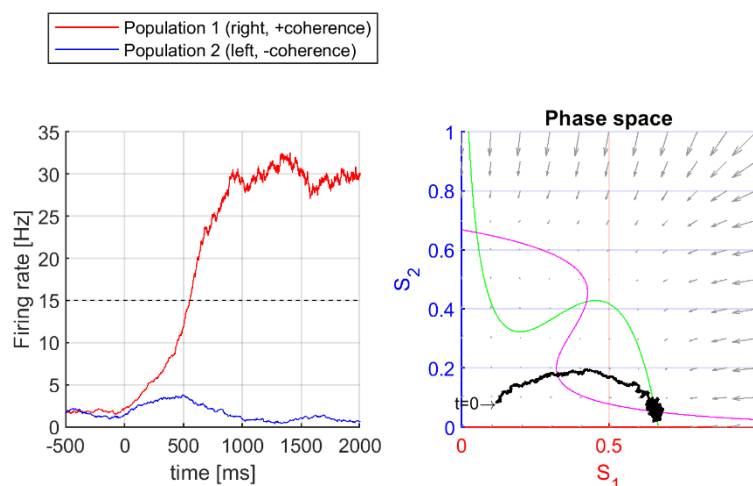 Population 1 (right, +coherence)
Population 2 (left, -coherence)
35
30
25
20
15
10
5
0
Firing rate [Hz]
-500
0
500
1000
1500
2000
time [ms]
Phase space
1
0.8
0.6
0.4
0.2
0
S2
t=0→
0
0.5
S1